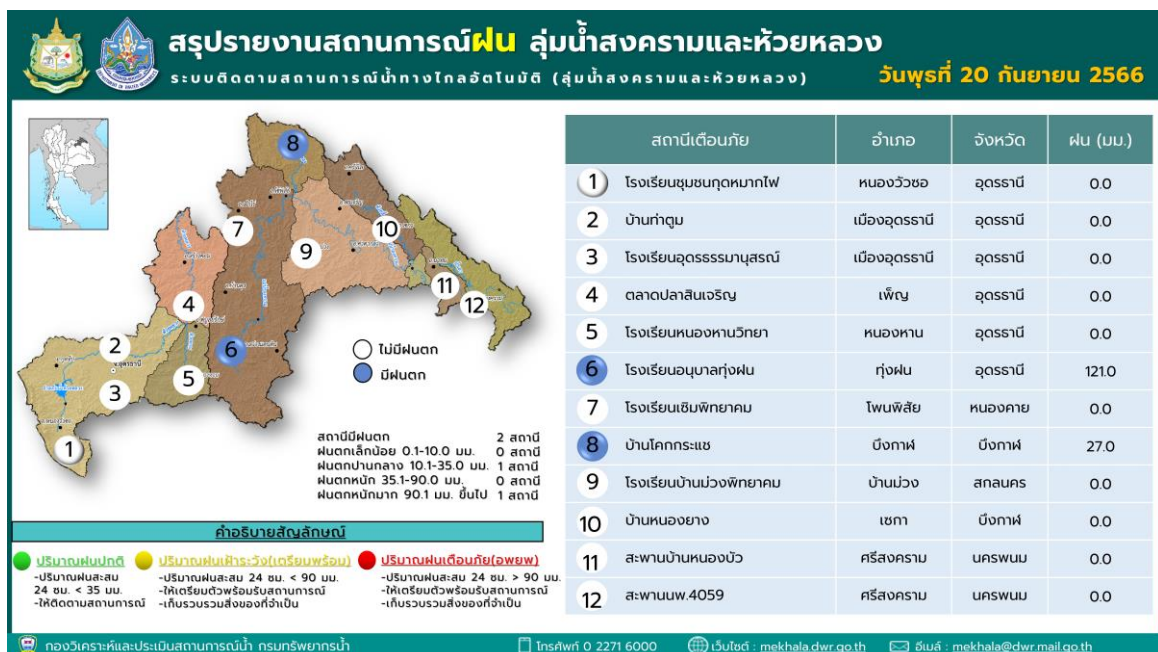 สรุปรายงานสถานการณ์ฝน ลุ่มน้ำสงครามและห้วยหลวง
ระบบติดตามสถานการณ์น้ำทางไกลอัตโนมัติ (ลุ่มน้ำสงครามและห้วยหลวง)
วันพุธที่ 20 กันยายน 2566
8
7
10
9
11
12
4
2
6
5
3
1
ไม่มีฝนตก
มีฝนตก
สถานีมีฝนตก 2 สถานี
ฝนตกเล็กน้อย 0.1-10.0 มม. 0 สถานี
ฝนตกปานกลาง 10.1-35.0 มม. 1 สถานี
ฝนตกหนัก 35.1-90.0 มม. 0 สถานี
ฝนตกหนักมาก 90.1 มม. ขึ้นไป 1 สถานี
คำอธิบายสัญลักษณ์
ปริมาณฝนปกติ
-ปริมาณฝนสะสม
24 ชม. < 35 มม.
-ให้ติดตามสถานการณ์
ปริมาณฝนเฝ้าระวัง(เตรียมพร้อม)
-ปริมาณฝนสะสม 24 ชม. < 90 มม.
-ให้เตรียมตัวพร้อมรับสถานการณ์
-เก็บรวบรวมสิ่งของที่จำเป็น
ปริมาณฝนเตือนภัย(อพยพ)
-ปริมาณฝนสะสม 24 ชม. > 90 มม.
-ให้เตรียมตัวพร้อมรับสถานการณ์
-เก็บรวบรวมสิ่งของที่จำเป็น
สถานีเตือนภัย อำเภอ จังหวัด ฝน (มม.)
1 โรงเรียนชุมชนกุดหมากไฟ หนองวัวซอ อุดรธานี 0.0
2 บ้านท่าตูม เมืองอุดรธานี อุดรธานี 0.0
3 โรงเรียนอุดรธรรมานุสรณ์ เมืองอุดรธานี อุดรธานี 0.0
4 ตลาดปลาสินเจริญ เพ็ญ อุดรธานี 0.0
5 โรงเรียนหนองหานวิทยา หนองหาน อุดรธานี 0.0
6 โรงเรียนอนุบาลทุ่งฝน ทุ่งฝน อุดรธานี 121.0
7 โรงเรียนเซิมพิทยาคม โพนพิสัย หนองคาย 0.0
8 บ้านโคกกระแซ บึงกาฬ บึงกาฬ 27.0
9 โรงเรียนบ้านม่วงพิทยาคม บ้านม่วง สกลนคร 0.0
10 บ้านหนองยาง เซกา บึงกาฬ 0.0
11 สะพานบ้านหนองบัว ศรีสงคราม นครพนม 0.0
12 สะพานนพ.4059 ศรีสงคราม นครพนม 0.0
กองวิเคราะห์และประเมินสถานการณ์น้ำ กรมทรัพยากรน้ำ
โทรศัพท์ 0 2271 6000
เว็บไซต์ : mekhala.dwr.go.th
อีเมล์ : mekhala@dwr.mail.go.th